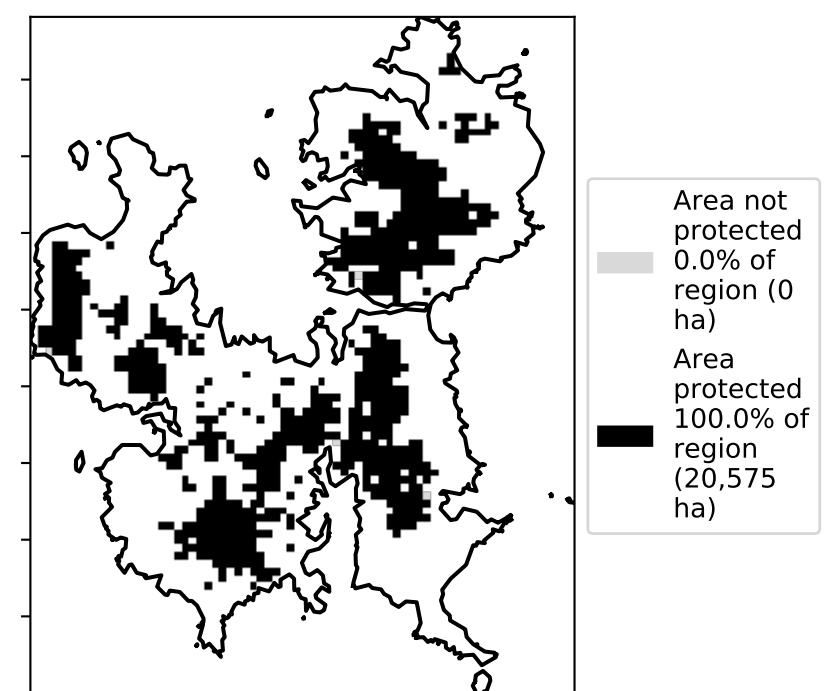 Area not
protected
0.0% of
region (0
ha)
Area
protected
100.0% of
region
(20,575
ha)